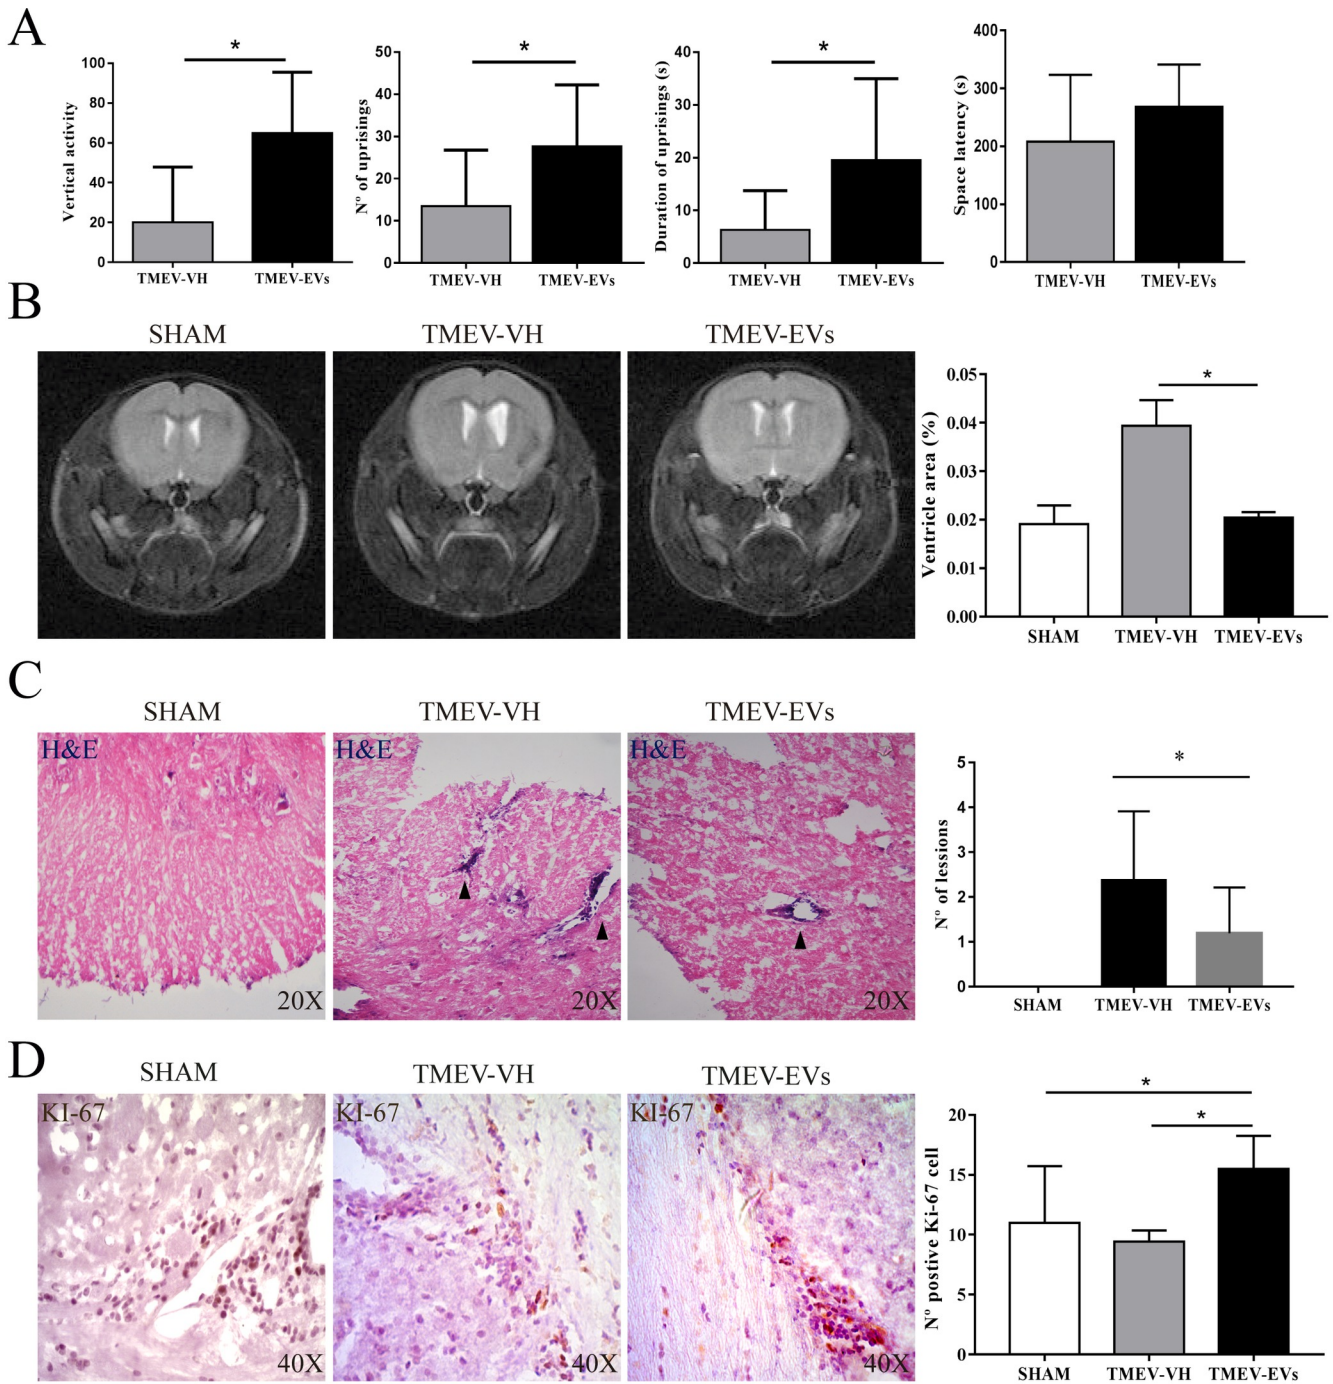 A
*
100
80
60
40
20
0
Vertical activity
TMEV-VH TMEV-EVs
*
50
40
30
20
10
0
Nº of uprisings
TMEV-VH TMEV-EVs
*
40
30
20
10
0
Duration of uprisings (s)
TMEV-VH TMEV-EVs
400
300
200
100
0
Space latency (s)
TMEV-VH TMEV-EVs
B
SHAM TMEV-VH TMEV-EVs
*
0.05
0.04
0.03
0.02
0.01
0.00
Ventricle area (%)
SHAM TMEV-VH TMEV-EVs
C
SHAM TMEV-VH TMEV-EVs
H&E H&E H&E
20X 20X 20X
*
5
4
3
2
1
0
Nº of lessions
SHAM TMEV-VH TMEV-EVs
D
SHAM TMEV-VH TMEV-EVs
KI-67 KI-67 KI-67
40X 40X 40X
*
*
20
15
10
5
0
Nº postive Ki-67 cell
SHAM TMEV-VH TMEV-EVs